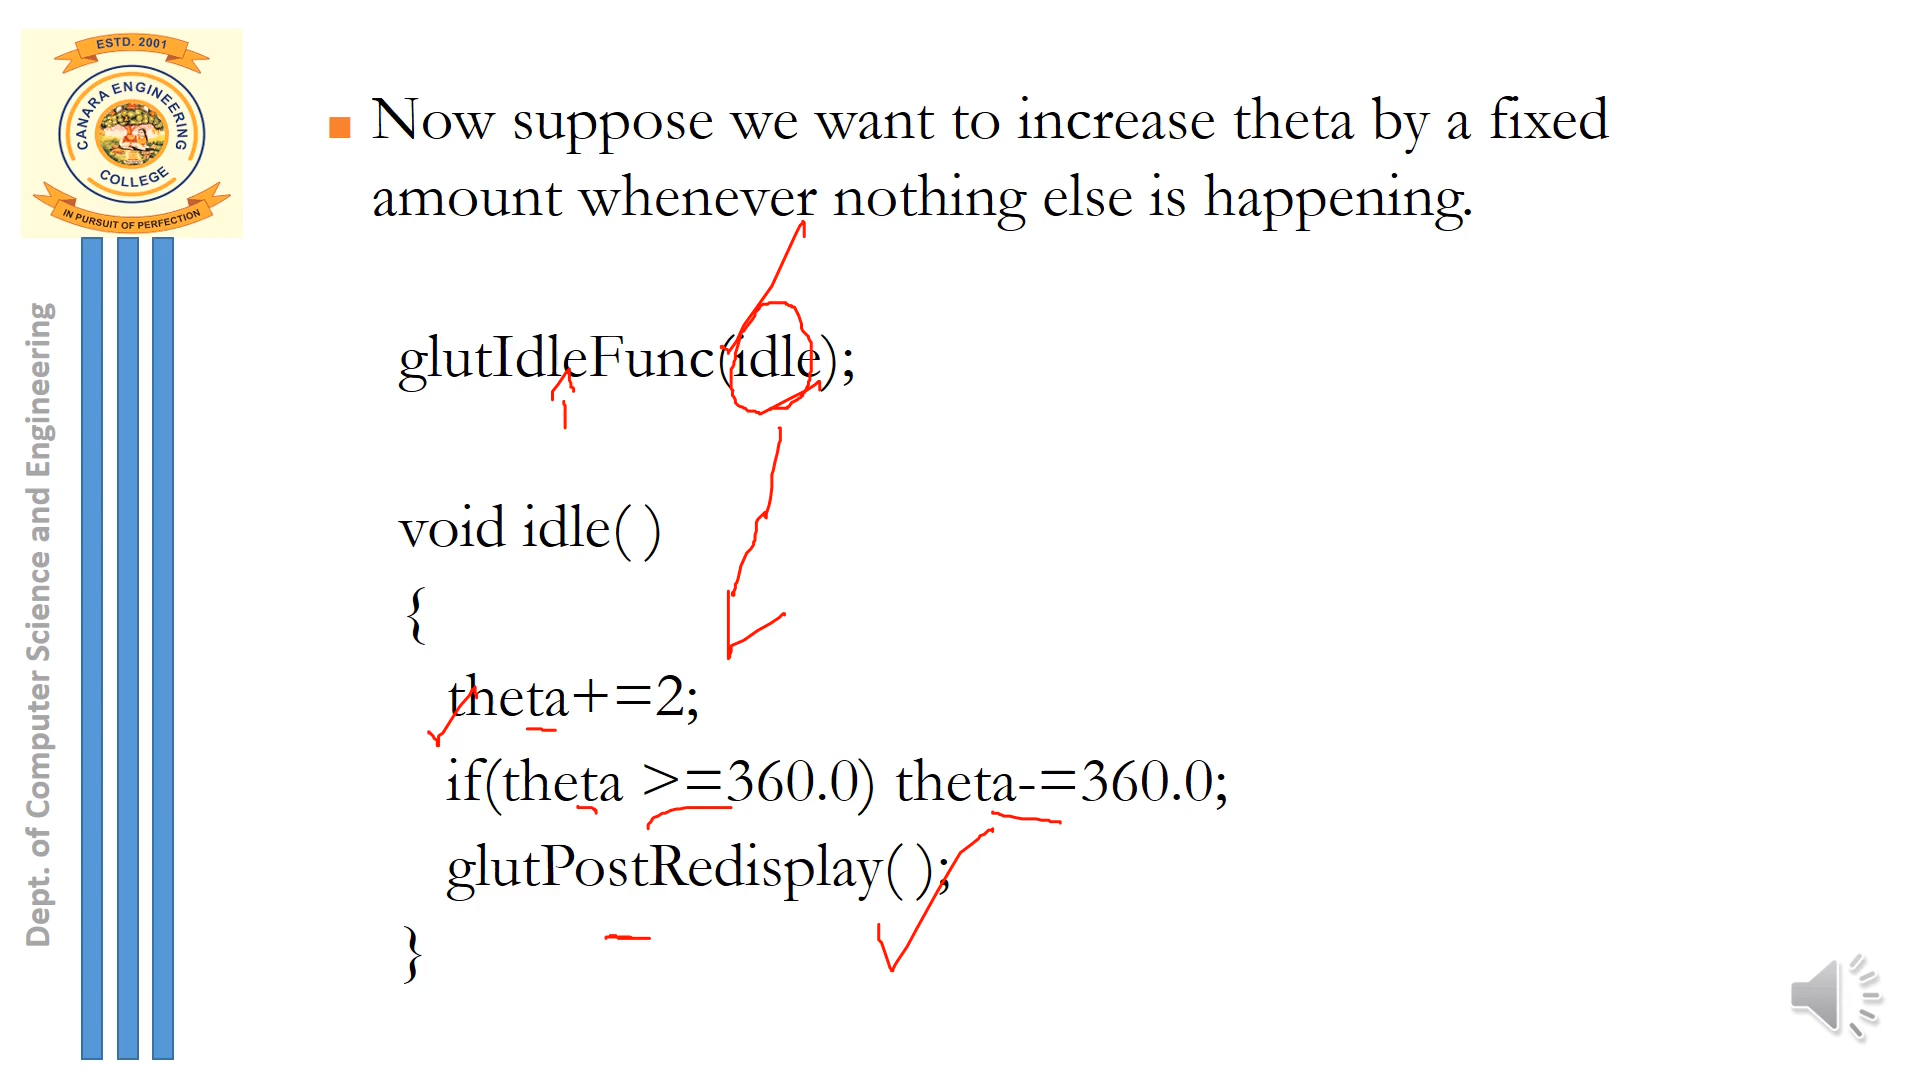 ESTD. 2001
CANARA ENGINEERING
COLLEGE
IN PURSUIT OF PERFECTION
Dept. of Computer Science and Engineering
Now suppose we want to increase theta by a fixed
amount whenever nothing else is happening.
glutIdleFunc(idle);
void idle( )
{
theta+=2;
if(theta >=360.0) theta-=360.0;
glutPostRedisplay( );
}